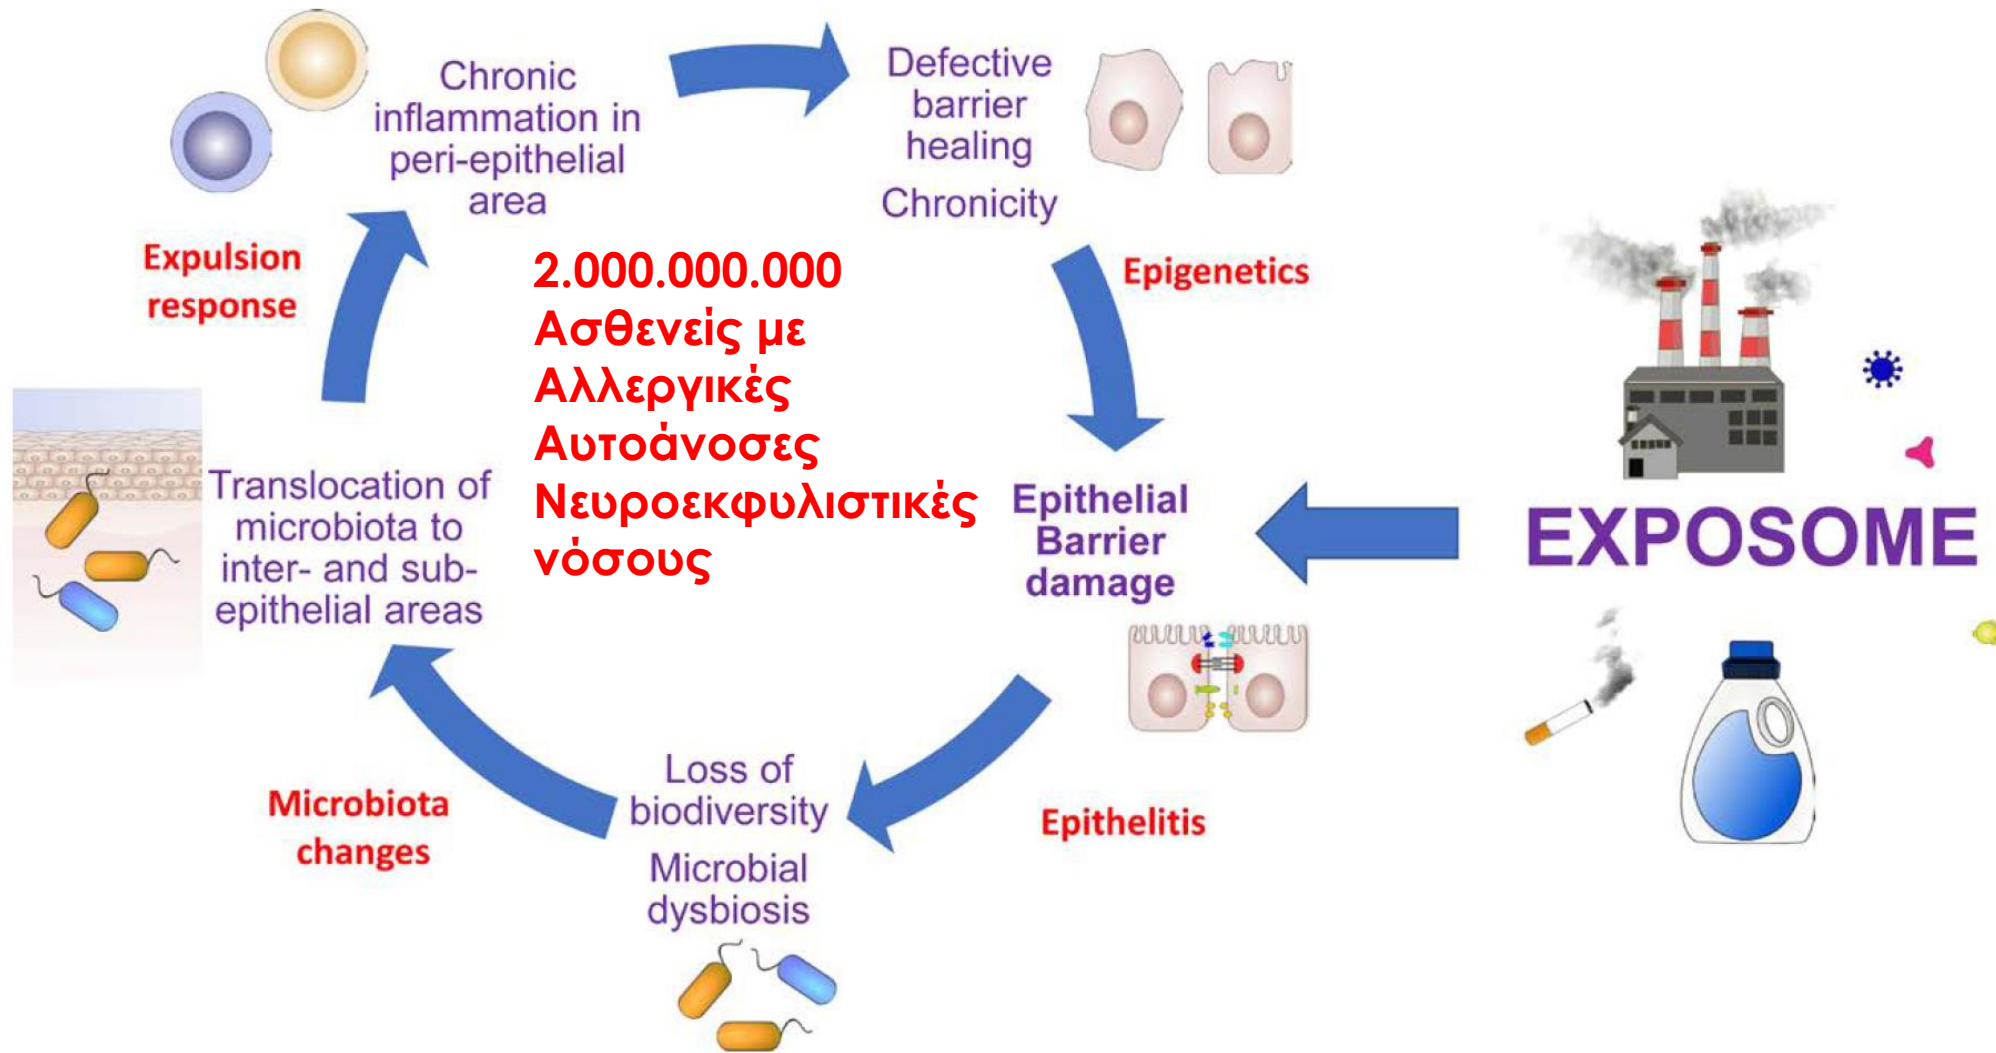 Chronic
inflammation in
peri-epithelial
area
Defective
barrier
healing
Chronicity
Expulsion
response
2.000.000.000
Ασθενείς με
Αλλεργικές
Αυτοάνοσες
Νευροεκφυλιστικές
νόσους
Epigenetics
Translocation of
microbiota to
inter- and sub-
epithelial areas
Epithelial
Barrier
damage
EXPOSOME
Microbiota
changes
Loss of
biodiversity
Microbial
dysbiosis
Epithelitis